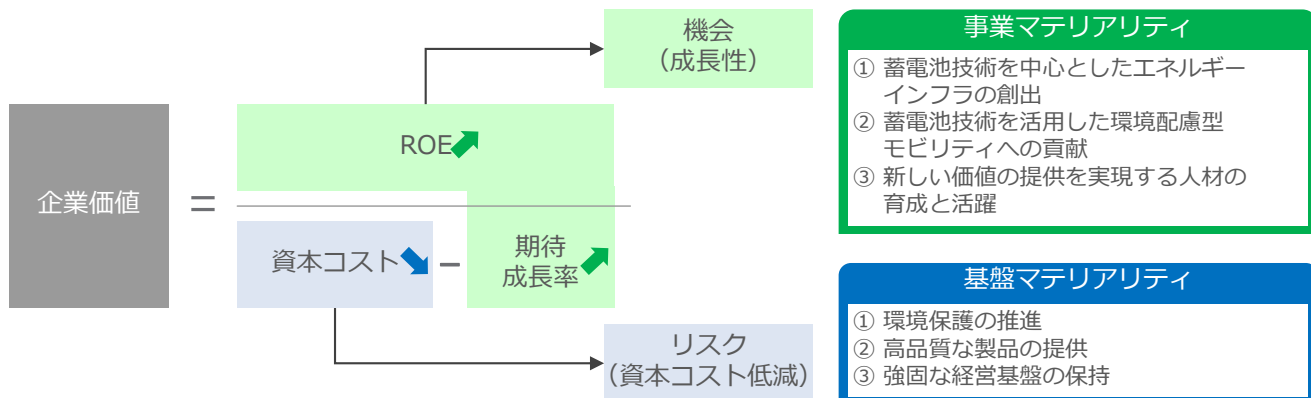 企業価値
＝
ROE
資本コスト
−
期待
成長率
機会
（成長性）
リスク
（資本コスト低減）
事業マテリアリティ
① 蓄電池技術を中心としたエネルギー
インフラの創出
② 蓄電池技術を活用した環境配慮型
モビリティへの貢献
③ 新しい価値の提供を実現する人材の
育成と活躍
基盤マテリアリティ
① 環境保護の推進
② 高品質な製品の提供
③ 強固な経営基盤の保持